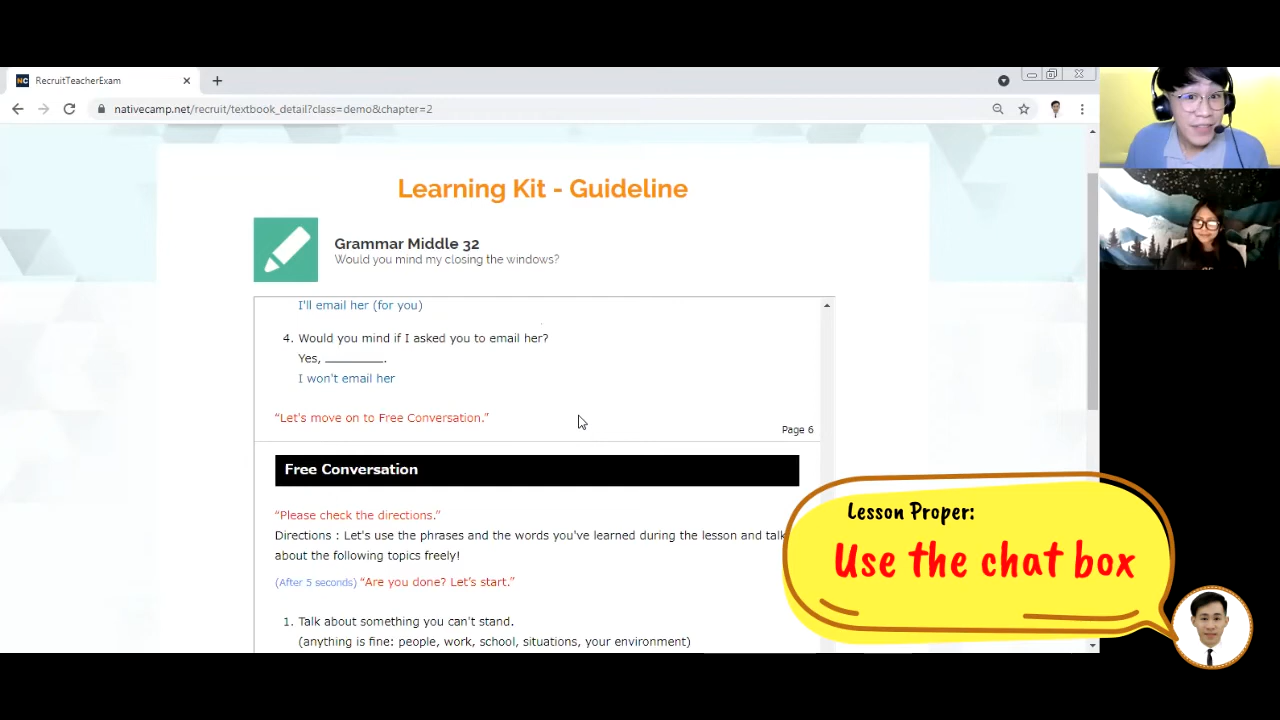 RecruitTeacherExam
nativecamp.net/recruit/textbook_detail?class=demo&chapter=2
Learning Kit - Guideline
Grammar Middle 32
Would you mind my closing the windows?
I'll email her (for you)
4. Would you mind if I asked you to email her?
Yes, _________.
I won't email her
“Let's move on to Free Conversation.”
Page 6
Free Conversation
“Please check the directions.”
Directions : Let's use the phrases and the words you've learned during the lesson and talk
about the following topics freely!
(After 5 seconds) “Are you done? Let’s start.”
1. Talk about something you can't stand.
(anything is fine: people, work, school, situations, your environment)
Lesson Proper:
Use the chat box
NC